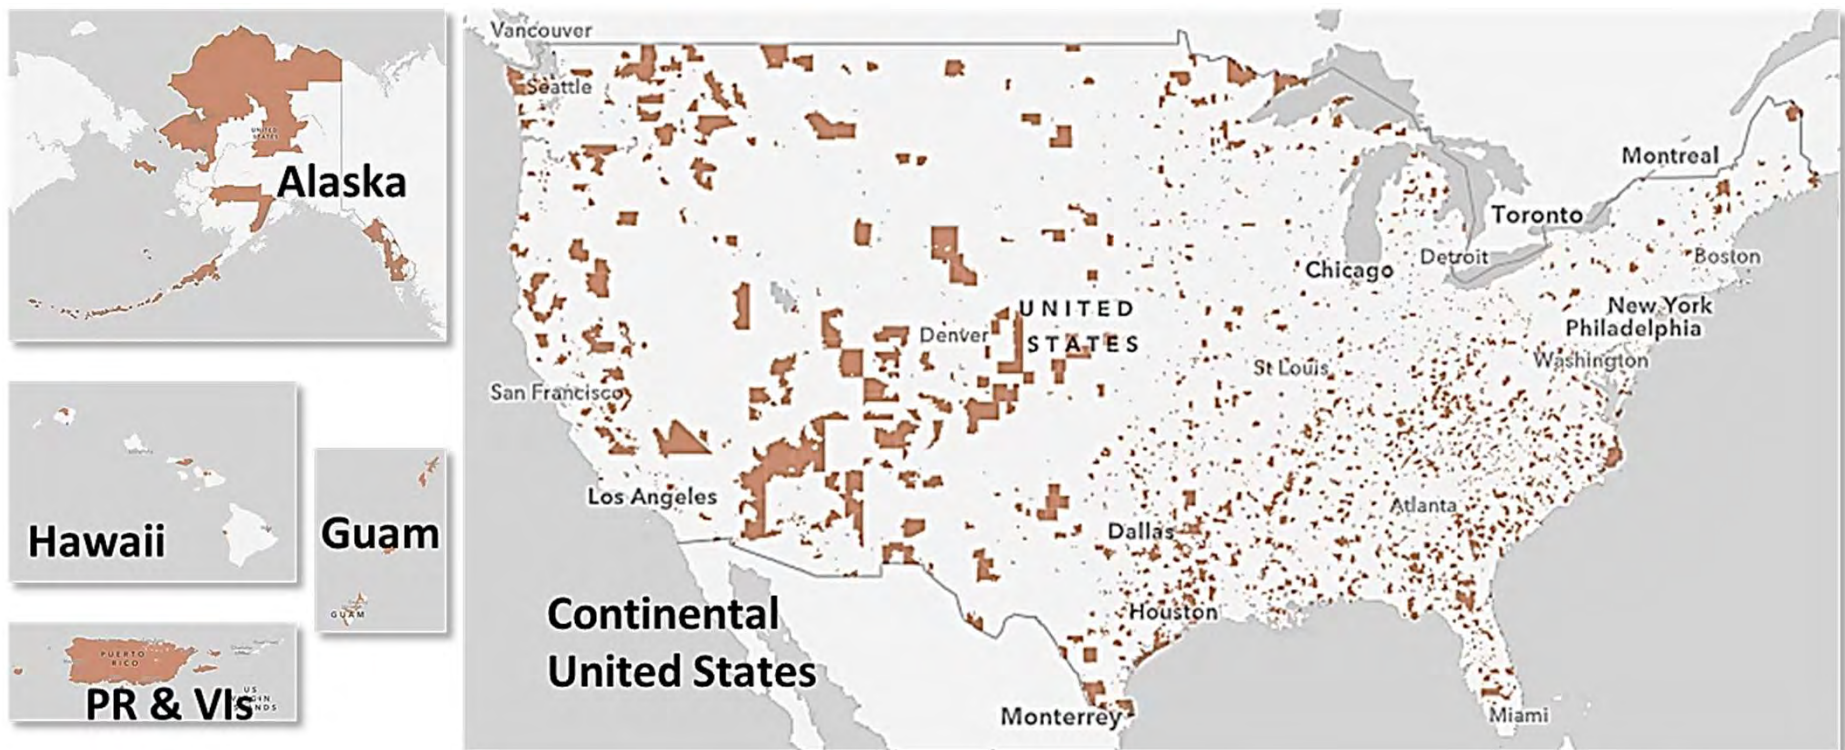 UNITED
STATES
Alaska
Hawaii
Guam
GUAM
PUERTO
RICO
US
PR & VIs
Vancouver
Seattle
Montreal
Toronto
Boston
Detroit
Chicago
UNITED
New York
Philadelphia
Denver
STATES
Washington
St Louis
San Francisco
Los Angeles
Atlanta
Dallas
Houston
Continental
United States
Monterrey
Miami